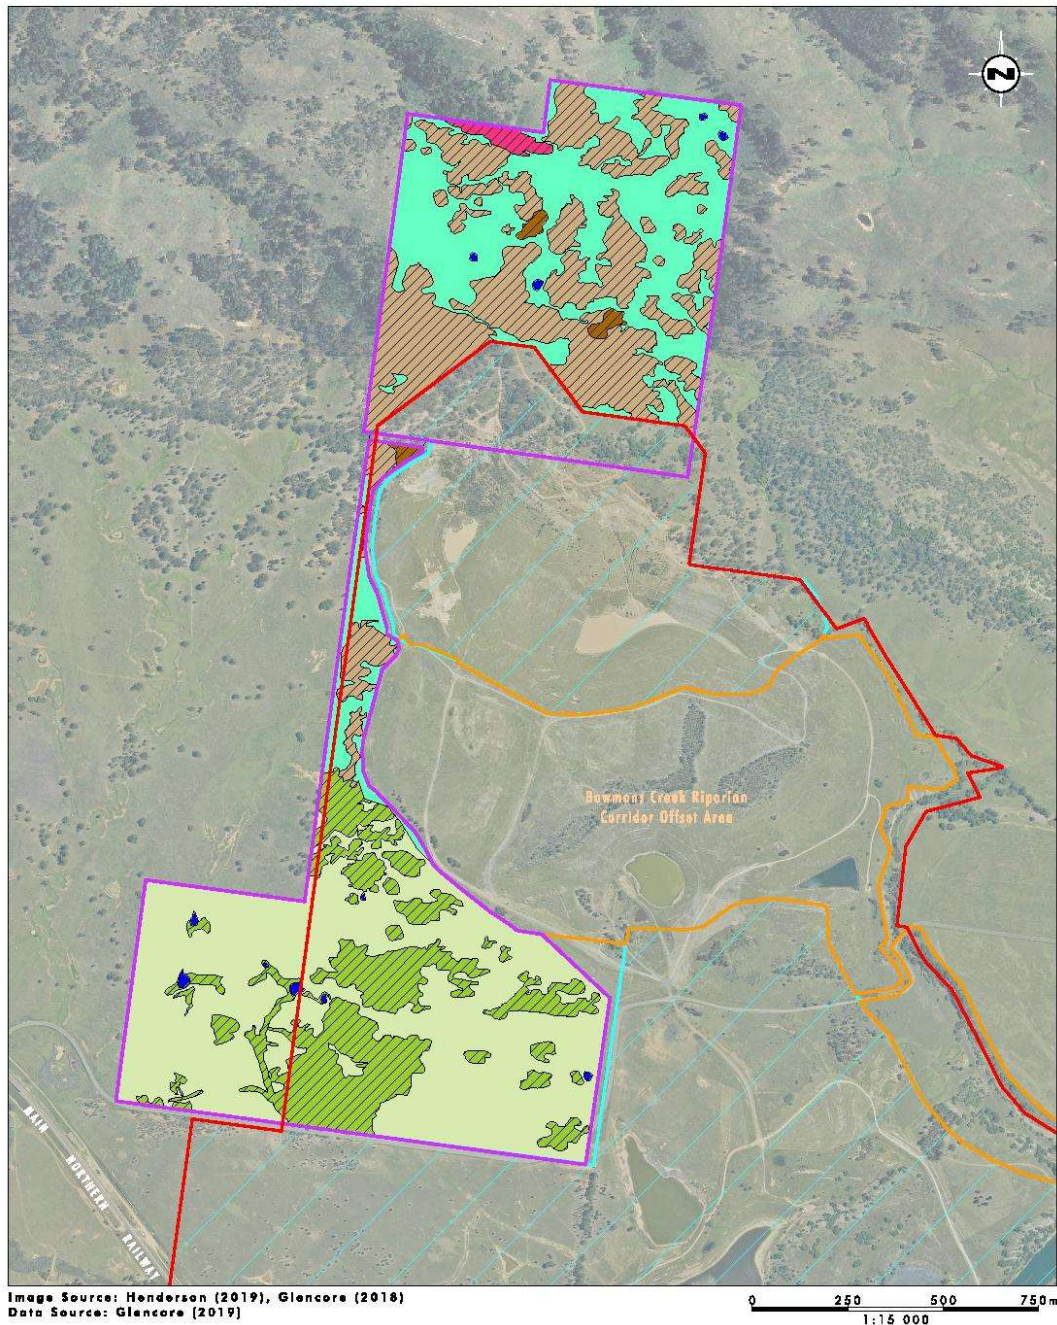 N
Bowmans Creek Riparian
Corridor Offset Area
MAIN
NORTHERN
RAILWAY
Image Source: Henderson (2019), Glencore (2018)
Data Source: Glencore (2019)
0 250 500 750m
1:15 000